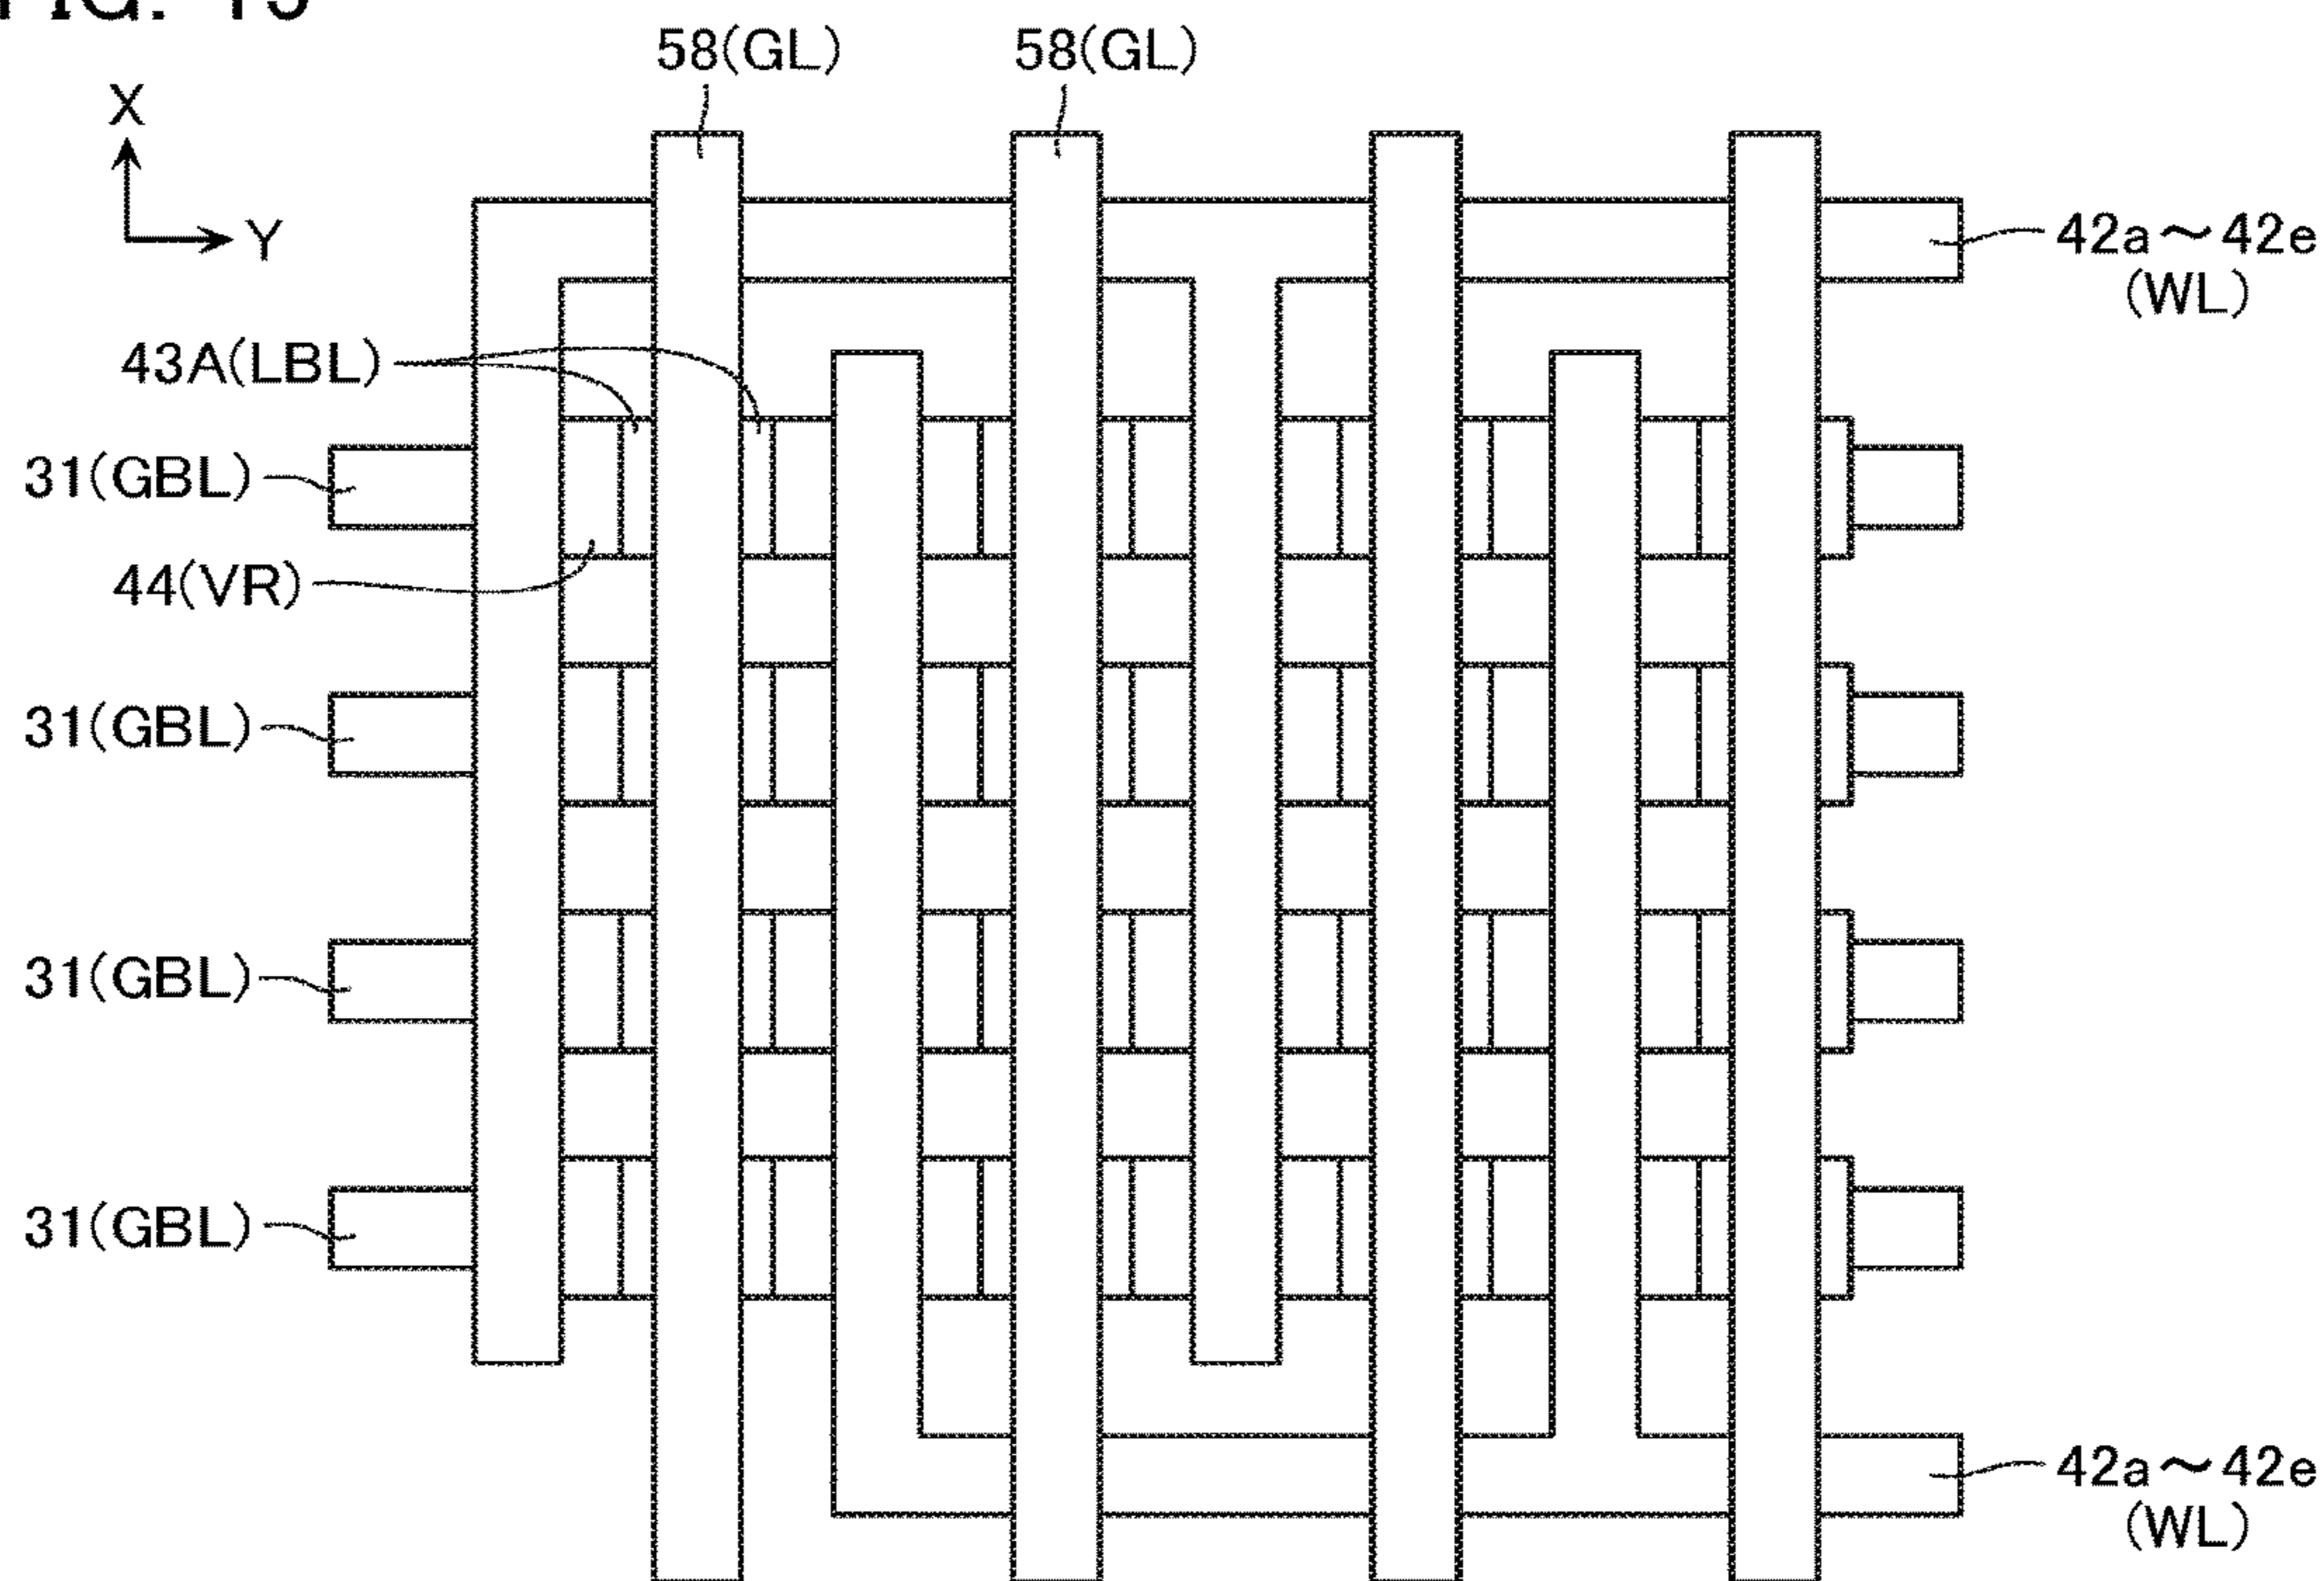 58(GL) 58(GL)
X
Y
42a～42e
(WL)
43A(LBL)
31(GBL)
44(VR)
31(GBL)
31(GBL)
31(GBL)
42a～42e
(WL)